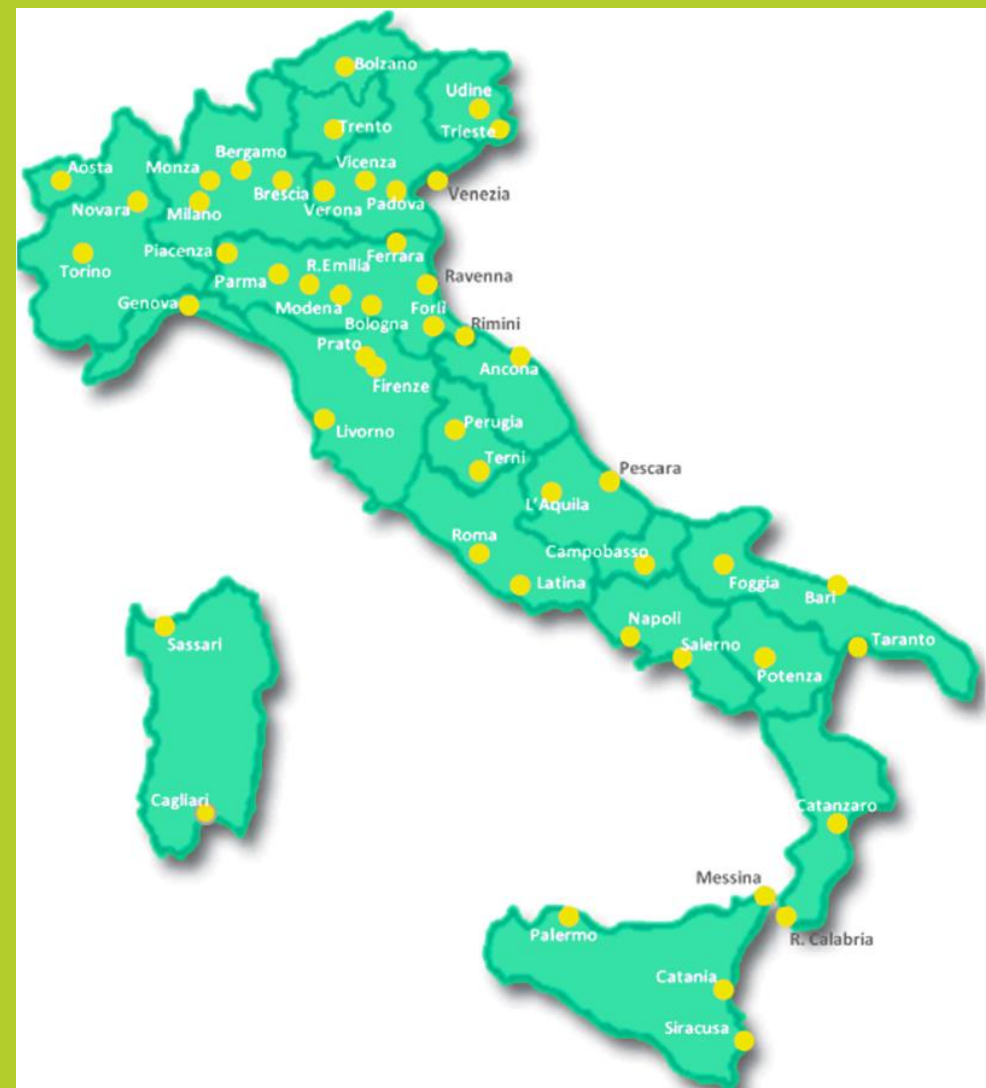 Bolzano
Udine
Trento
Trieste
Bergamo
Vicenza
Aosta
Monza
Brescia
Venezia
Novara
Milano
Verona
Padova
Piacenza
Ferrara
Torino
R.Emilia
Parma
Ravenna
Genova
Modena
Forlì
Bologna
Rimini
Prato
Ancona
Firenze
Perugia
Livorno
Terni
Pescara
L'Aquila
Roma
Campobasso
Latina
Foggia
Bari
Napoli
Taranto
Sassari
Salerno
Potenza
Cagliari
Catanzaro
Messina
Palermo
R. Calabria
Catania
Siracusa